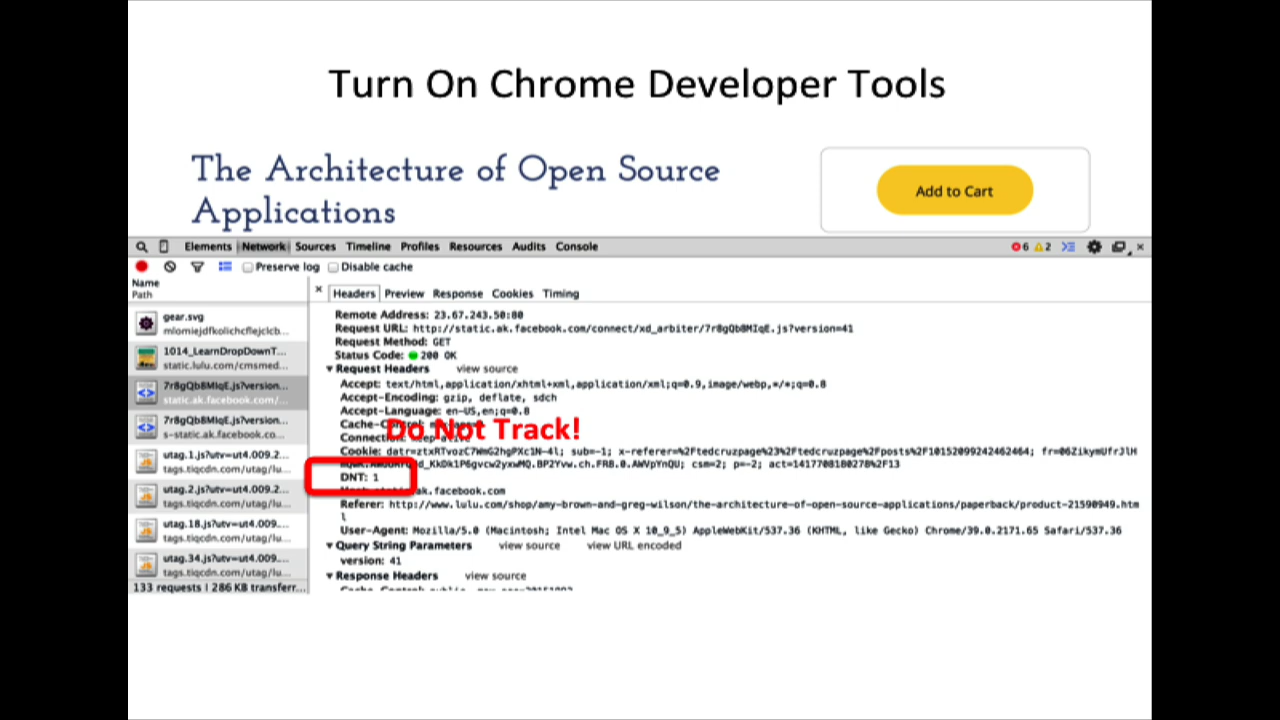 Turn On Chrome Developer Tools
The Architecture of Open Source
Applications
Add to Cart
Elements Network Sources Timeline Profiles Resources Audits Console
6 2
Preserve log Disable cache
Name
Path
Headers Preview Response Cookies Timing
gear.svg
mlomiejdfkolichcflejclcb...
1014_LearnDropDownT...
static.lulu.com/cmsmed...
7r8gQb8MIqE.js?version...
static.ak.facebook.com/...
7r8gQb8MIqE.js?version...
s-static.ak.facebook.co...
utag.1.js?utv=ut4.009.2...
tags.tiqcdn.com/utag/lu...
utag.2.js?utv=ut4.009.2...
tags.tiqcdn.com/utag/lu...
utag.18.js?utv=ut4.009....
tags.tiqcdn.com/utag/lu...
utag.34.js?utv=ut4.009....
tags.tiqcdn.com/utag/lu...
133 requests | 286 KB transferr...
Remote Address: 23.67.243.50:80
Request URL: http://static.ak.facebook.com/connect/xd_arbiter/7r8gQb8MIqE.js?version=41
Request Method: GET
Status Code: 200 OK
Request Headers view source
Accept: text/html,application/xhtml+xml,application/xml;q=0.9,image/webp,*/*;q=0.8
Accept-Encoding: gzip, deflate, sdch
Accept-Language: en-US,en;q=0.8
Do Not Track!
Cookie:
csm=2; p=-2;
DNT: 1
ak.facebook.com
Referer: http://www.lulu.com/shop/amy-brown-and-greg-wilson/the-architecture-of-open-source-applications/paperback/product-21590949.htm
l
User-Agent: Mozilla/5.0 (Macintosh; Intel Mac OS X 10_9_5) AppleWebKit/537.36 (KHTML, like Gecko) Chrome/39.0.2171.65 Safari/537.36
Query String Parameters view source view URL encoded
version: 41
Response Headers view source